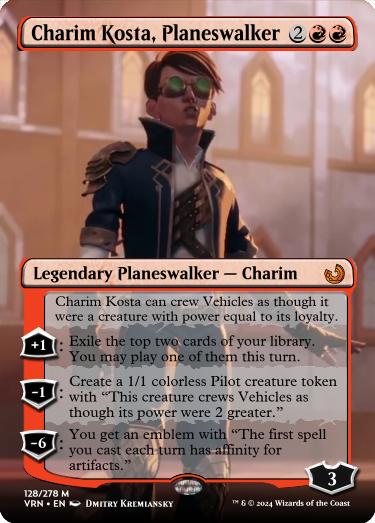 Charim Kosta, Planeswalker 2
Legendary Planeswalker — Charim
Charim Kosta can crew Vehicles as though it
were a creature with power equal to its loyalty.
+1: Exile the top two cards of your library.
You may play one of them this turn.
-1: Create a 1/1 colorless Pilot creature token
with “This creature crews Vehicles as
though its power were 2 greater.”
-6: You get an emblem with “The first spell
you cast each turn has affinity for
artifacts.”
3
128/278 M
VRN • EN Dmitry Kremiansky ™ & © 2024 Wizards of the Coast